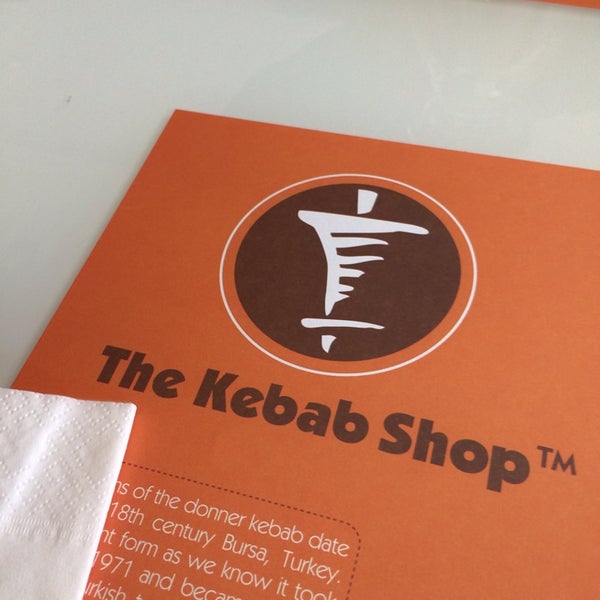 The Kebab Shop™
ns of the donner kebab date
18th century Bursa, Turkey.
nt form as we know it took
1971 and becam
urkish